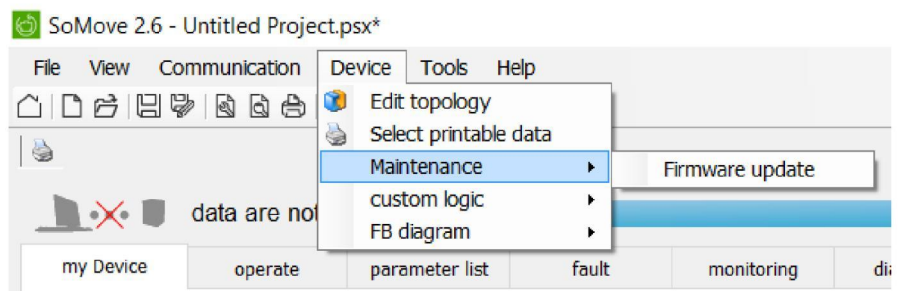 SoMove 2.6 - Untitled Project.psx*
File View Communication Device Tools Help
Edit topology
Select printable data
Maintenance
Firmware update
custom logic
FB diagram
data are not
my Device operate parameter list fault monitoring